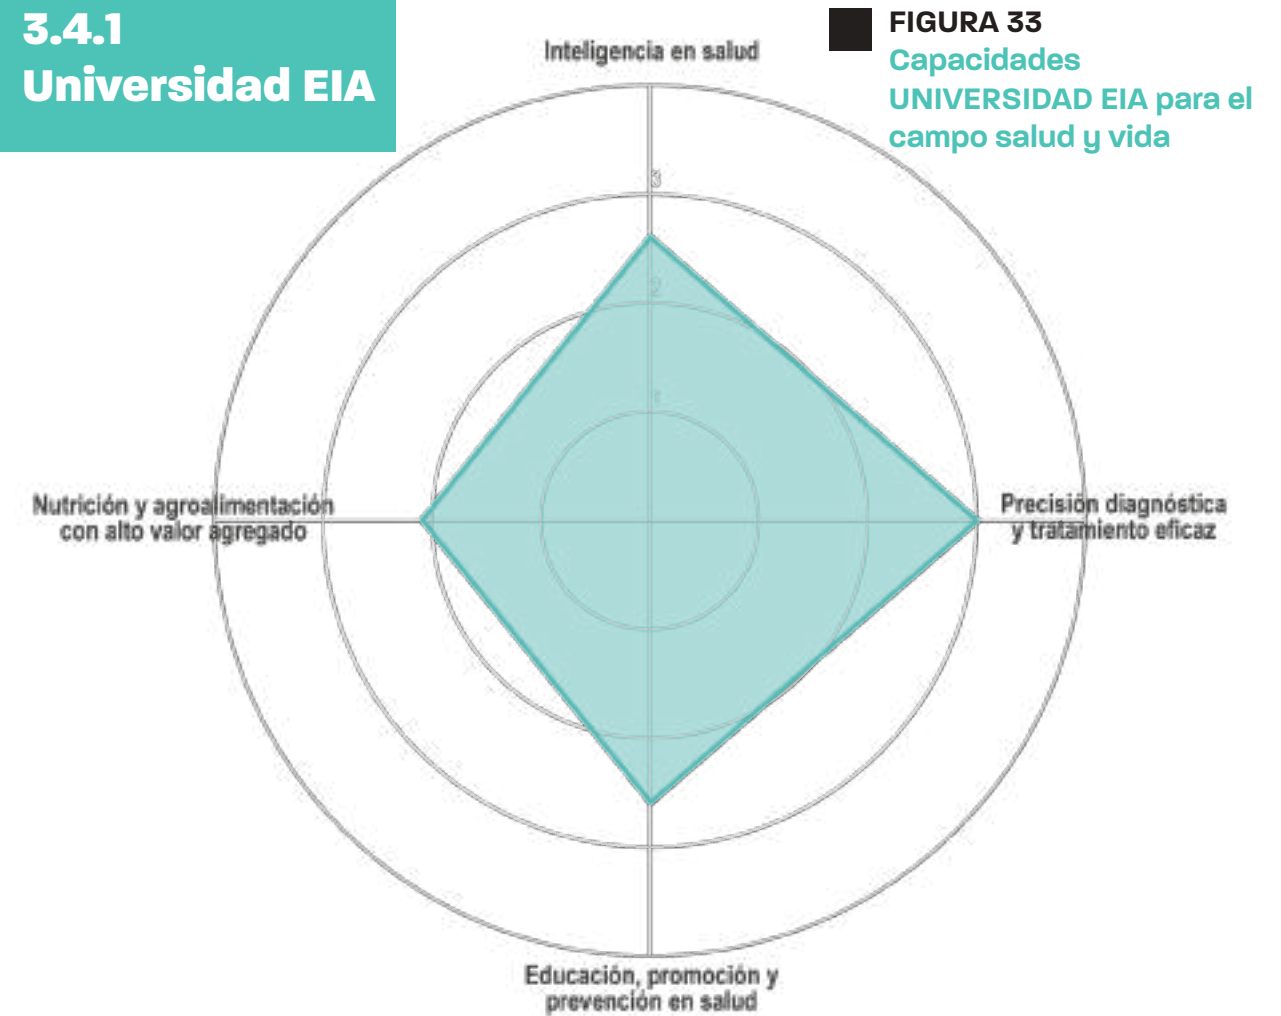 3.4.1
Universidad EIA
FIGURA 33
Capacidades
UNIVERSIDAD EIA para el
campo salud y vida
Inteligencia en salud
3
2
1
Nutrición y agroalimentación
con alto valor agregado
Precisión diagnóstica
y tratamiento eficaz
Educación, promoción y
prevención en salud